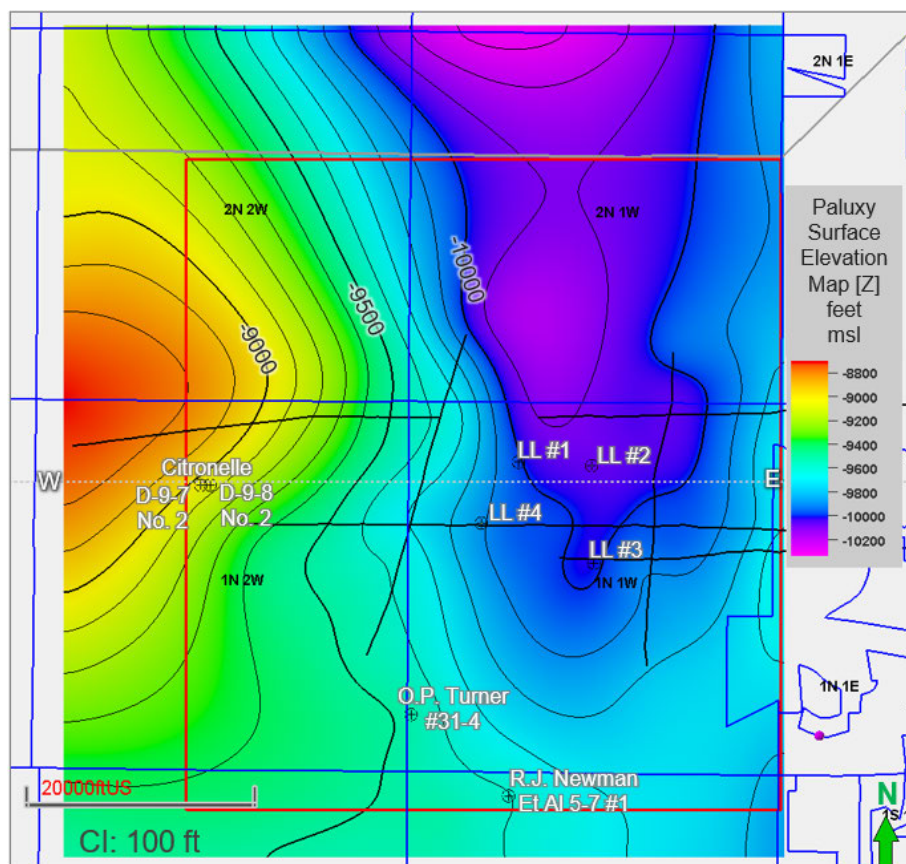 2N 1E
2N 2W
2N 1W
Paluxy
Surface
Elevation
Map [Z]
feet
msl
-10000
-9500
-9000
-8800
-9000
-9200
-9400
-9600
-9800
-10000
-10200
LL #1
LL #2
Citronelle
W
E
D-9-7
No. 2
D-9-8
No. 2
LL #4
LL #3
1N 2W
1N 1W
1N 1E
O.P. Turner
#31-4
R.J. Newman
Et Al 5-7 #1
20000ftUS
N
CI: 100 ft